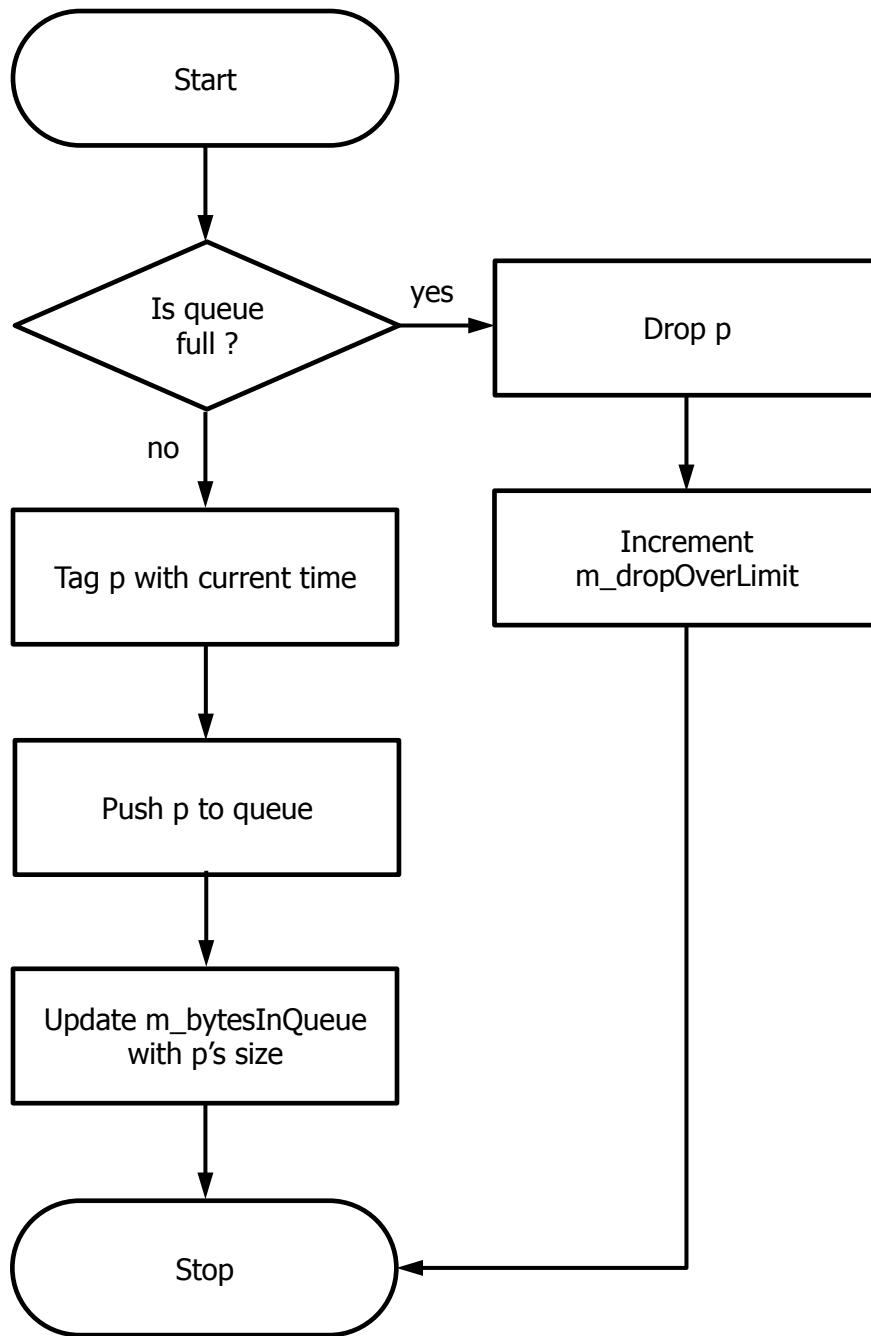 Start
Is queue
full ?
yes
Drop p
no
Increment
m_dropOverLimit
Tag p with current time
Push p to queue
Update m_bytesInQueue
with p’s size
Stop